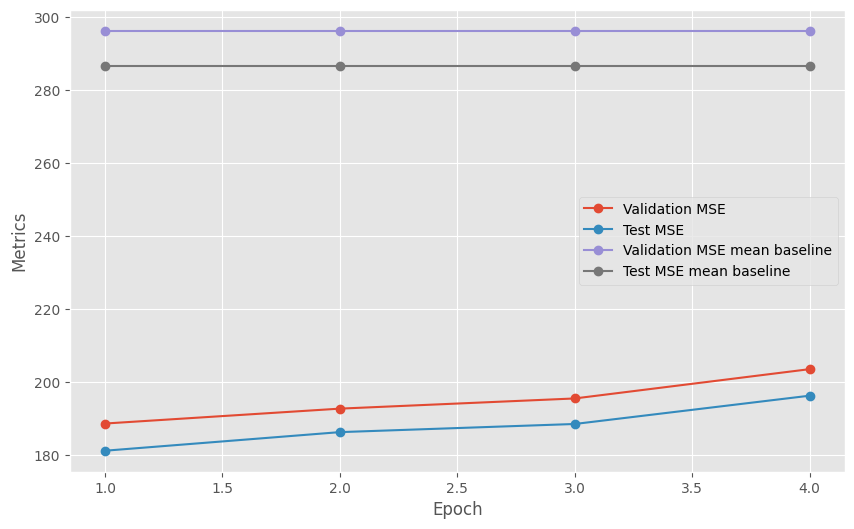 300
280
260
240
220
200
180
Metrics
Validation MSE
Test MSE
Validation MSE mean baseline
Test MSE mean baseline
1.0 1.5 2.0 2.5 3.0 3.5 4.0
Epoch